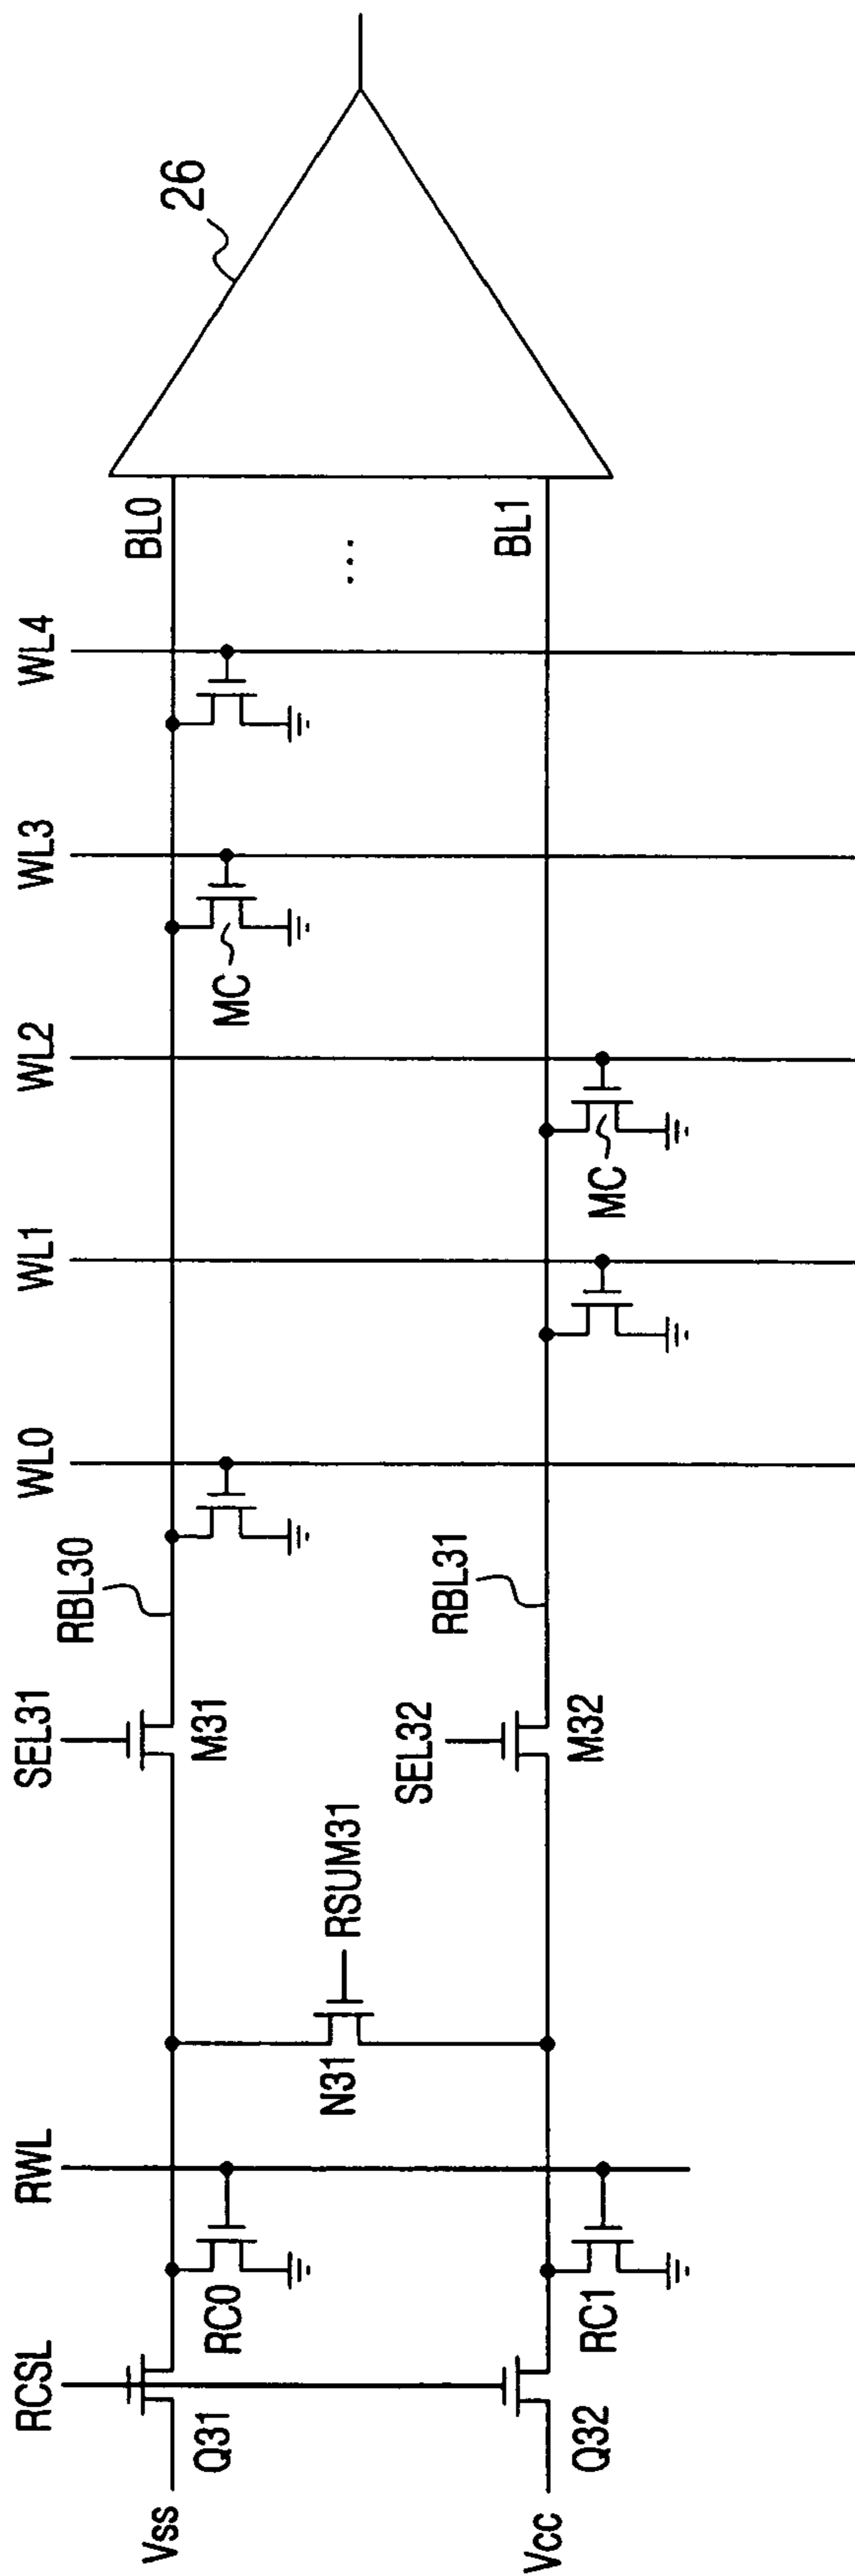 RCSL
RWL
SEL31
WL0
WL1
WL2
WL3
WL4
26
Vss
Q31
RC0
M31
RBL30
MC
BL0
N31
RSUM31
...
SEL32
RBL31
BL1
Vcc
Q32
RC1
M32
MC